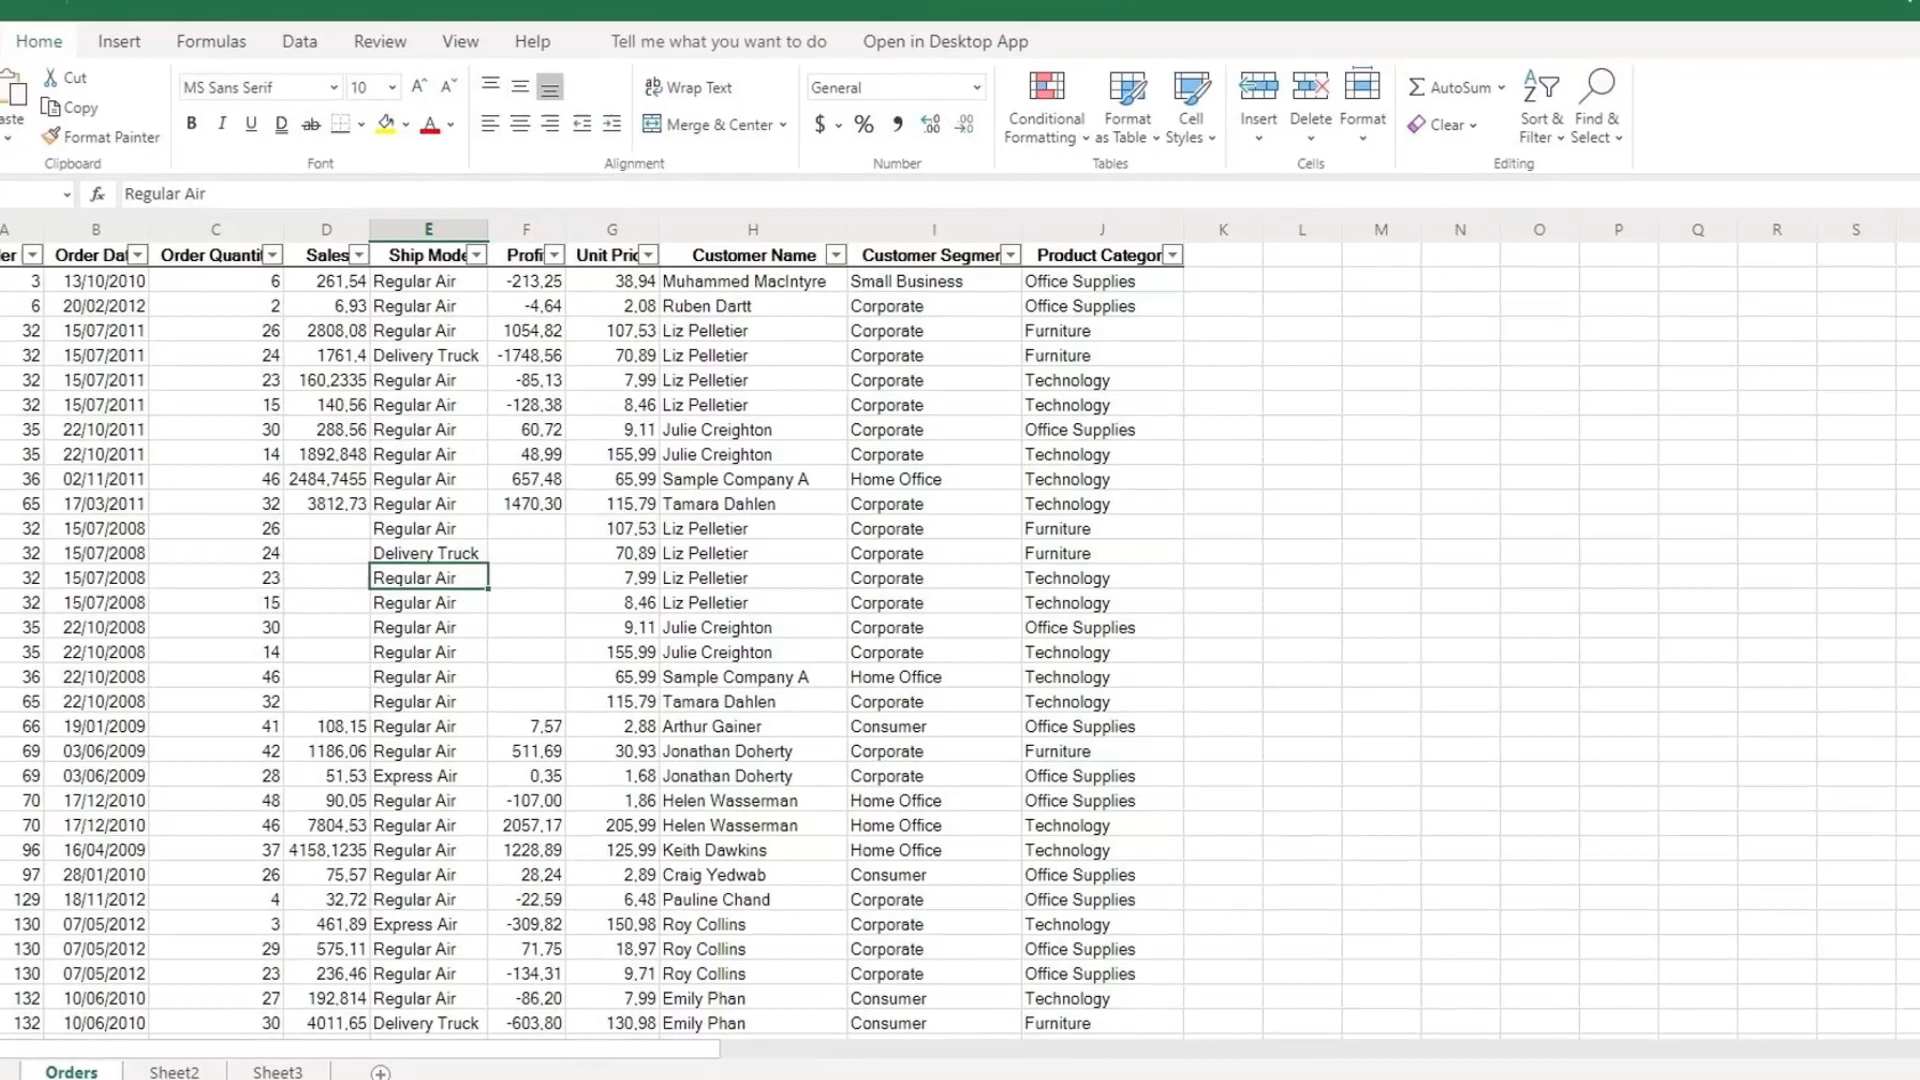 Home Insert Formulas Data Review View Help Tell me what you want to do Open in Desktop App
Cut
Copy
Format Painter
Clipboard
MS Sans Serif 10
B I U D ab
Font
Wrap Text
Merge & Center
Alignment
General
$ % 9 .00 .00
Number
Conditional Formatting
Format as Table
Cell Styles
Tables
Insert Delete Format
Cells
AutoSum
Clear
Sort & Filter
Find & Select
Editing
fx Regular Air
A B C D E F G H I J K L M N O P Q R S
er Order Dat Order Quantit Sales Ship Mode Profi Unit Pric Customer Name Customer Segmer Product Categor
3 13/10/2010 6 261,54 Regular Air -213,25 38,94 Muhammed MacIntyre Small Business Office Supplies
6 20/02/2012 2 6,93 Regular Air -4,64 2,08 Ruben Dartt Corporate Office Supplies
32 15/07/2011 26 2808,08 Regular Air 1054,82 107,53 Liz Pelletier Corporate Furniture
32 15/07/2011 24 1761,4 Delivery Truck -1748,56 70,89 Liz Pelletier Corporate Furniture
32 15/07/2011 23 160,2335 Regular Air -85,13 7,99 Liz Pelletier Corporate Technology
32 15/07/2011 15 140,56 Regular Air -128,38 8,46 Liz Pelletier Corporate Technology
35 22/10/2011 30 288,56 Regular Air 60,72 9,11 Julie Creighton Corporate Office Supplies
35 22/10/2011 14 1892,848 Regular Air 48,99 155,99 Julie Creighton Corporate Technology
36 02/11/2011 46 2484,7455 Regular Air 657,48 65,99 Sample Company A Home Office Technology
65 17/03/2011 32 3812,73 Regular Air 1470,30 115,79 Tamara Dahlen Corporate Technology
32 15/07/2008 26 Regular Air 107,53 Liz Pelletier Corporate Furniture
32 15/07/2008 24 Delivery Truck 70,89 Liz Pelletier Corporate Furniture
32 15/07/2008 23 Regular Air 7,99 Liz Pelletier Corporate Technology
32 15/07/2008 15 Regular Air 8,46 Liz Pelletier Corporate Technology
35 22/10/2008 30 Regular Air 9,11 Julie Creighton Corporate Office Supplies
35 22/10/2008 14 Regular Air 155,99 Julie Creighton Corporate Technology
36 22/10/2008 46 Regular Air 65,99 Sample Company A Home Office Technology
65 22/10/2008 32 Regular Air 115,79 Tamara Dahlen Corporate Technology
66 19/01/2009 41 108,15 Regular Air 7,57 2,88 Arthur Gainer Consumer Office Supplies
69 03/06/2009 42 1186,06 Regular Air 511,69 30,93 Jonathan Doherty Corporate Furniture
69 03/06/2009 28 51,53 Express Air 0,35 1,68 Jonathan Doherty Corporate Office Supplies
70 17/12/2010 48 90,05 Regular Air -107,00 1,86 Helen Wasserman Home Office Office Supplies
70 17/12/2010 46 7804,53 Regular Air 2057,17 205,99 Helen Wasserman Home Office Technology
96 16/04/2009 37 4158,1235 Regular Air 1228,89 125,99 Keith Dawkins Home Office Technology
97 28/01/2010 26 75,57 Regular Air 28,24 2,89 Craig Yedwab Consumer Office Supplies
129 18/11/2012 4 32,72 Regular Air -22,59 6,48 Pauline Chand Corporate Office Supplies
130 07/05/2012 3 461,89 Express Air -309,82 150,98 Roy Collins Corporate Technology
130 07/05/2012 29 575,11 Regular Air 71,75 18,97 Roy Collins Corporate Office Supplies
130 07/05/2012 23 236,46 Regular Air -134,31 9,71 Roy Collins Corporate Office Supplies
132 10/06/2010 27 192,814 Regular Air -86,20 7,99 Emily Phan Consumer Technology
132 10/06/2010 30 4011,65 Delivery Truck -603,80 130,98 Emily Phan Consumer Furniture
Orders Sheet2 Sheet3